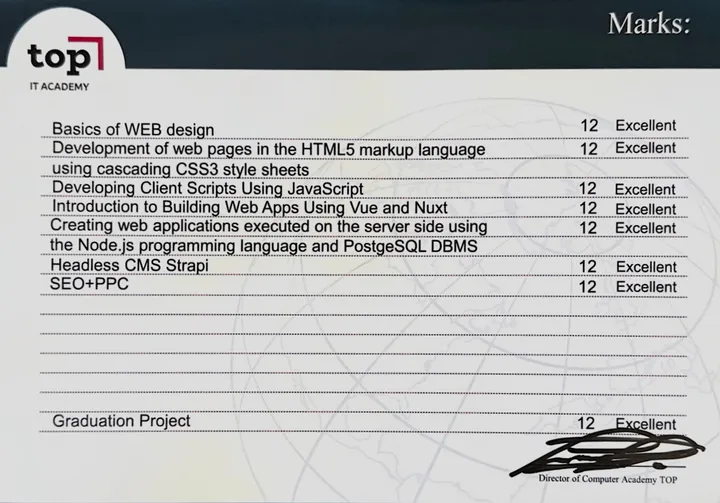 Marks:
top
IT ACADEMY
Basics of WEB design 12 Excellent
Development of web pages in the HTML5 markup language 12 Excellent
using cascading CSS3 style sheets
Developing Client Scripts Using JavaScript 12 Excellent
Introduction to Building Web Apps Using Vue and Nuxt 12 Excellent
Creating web applications executed on the server side using 12 Excellent
the Node.js programming language and PostgeSQL DBMS
Headless CMS Strapi 12 Excellent
SEO+PPC 12 Excellent
Graduation Project 12 Excellent
Director of Computer Academy TOP